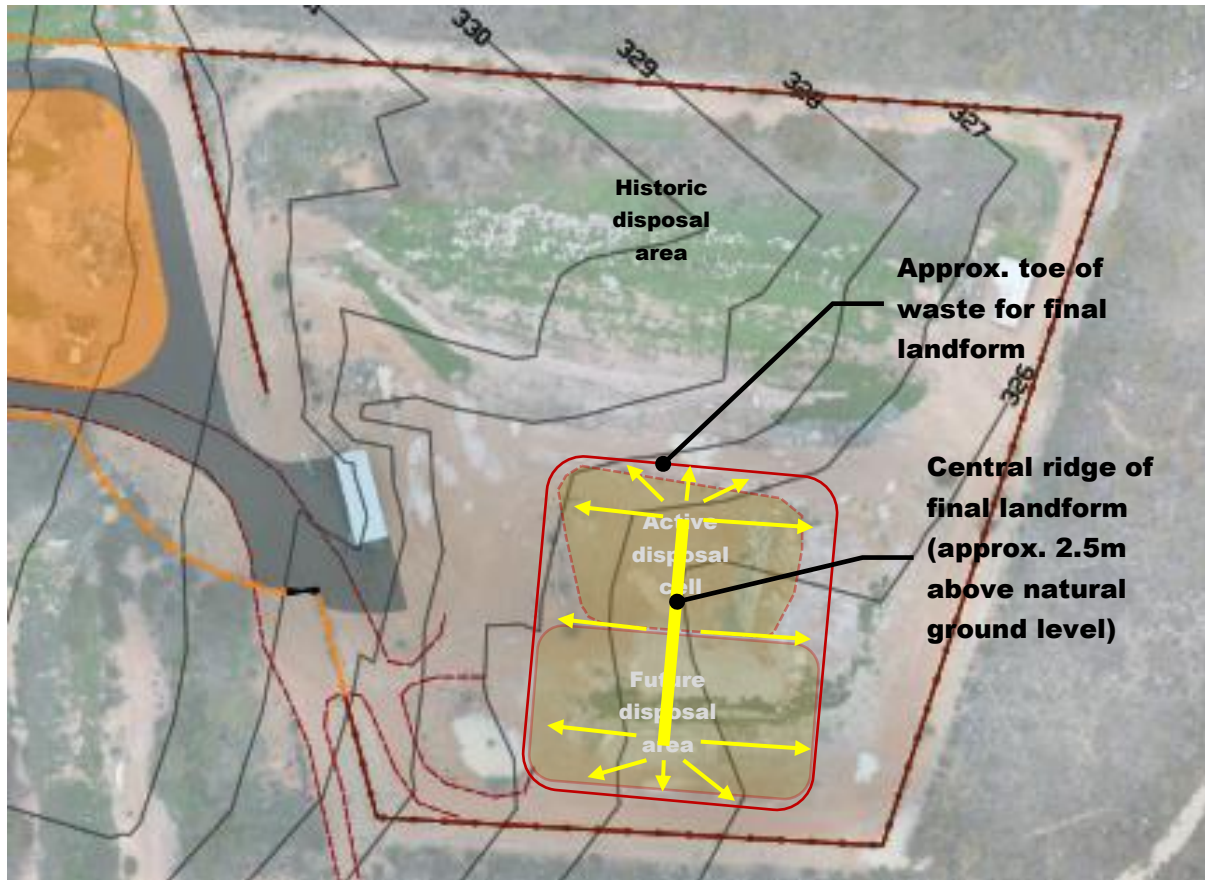 330
329
328
327
Historic
disposal
area
Approx. toe of
waste for final
landform
326
Central ridge of
final landform
(approx. 2.5m
above natural
ground level)
Active
disposal
cell
Future
disposal
area